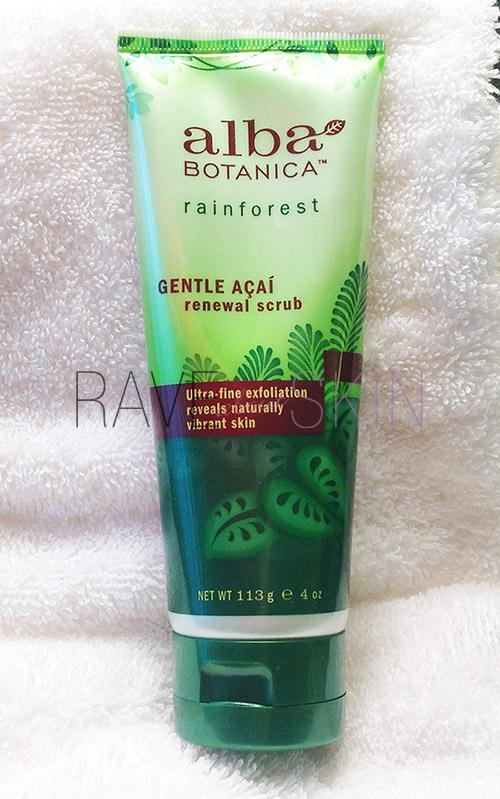 alba
BOTANICA™
rainforest
GENTLE AÇAÍ
renewal scrub
Ultra-fine exfoliation
reveals naturally
vibrant skin
RAVE SKIN
NET WT 113g ℮ 4 oz